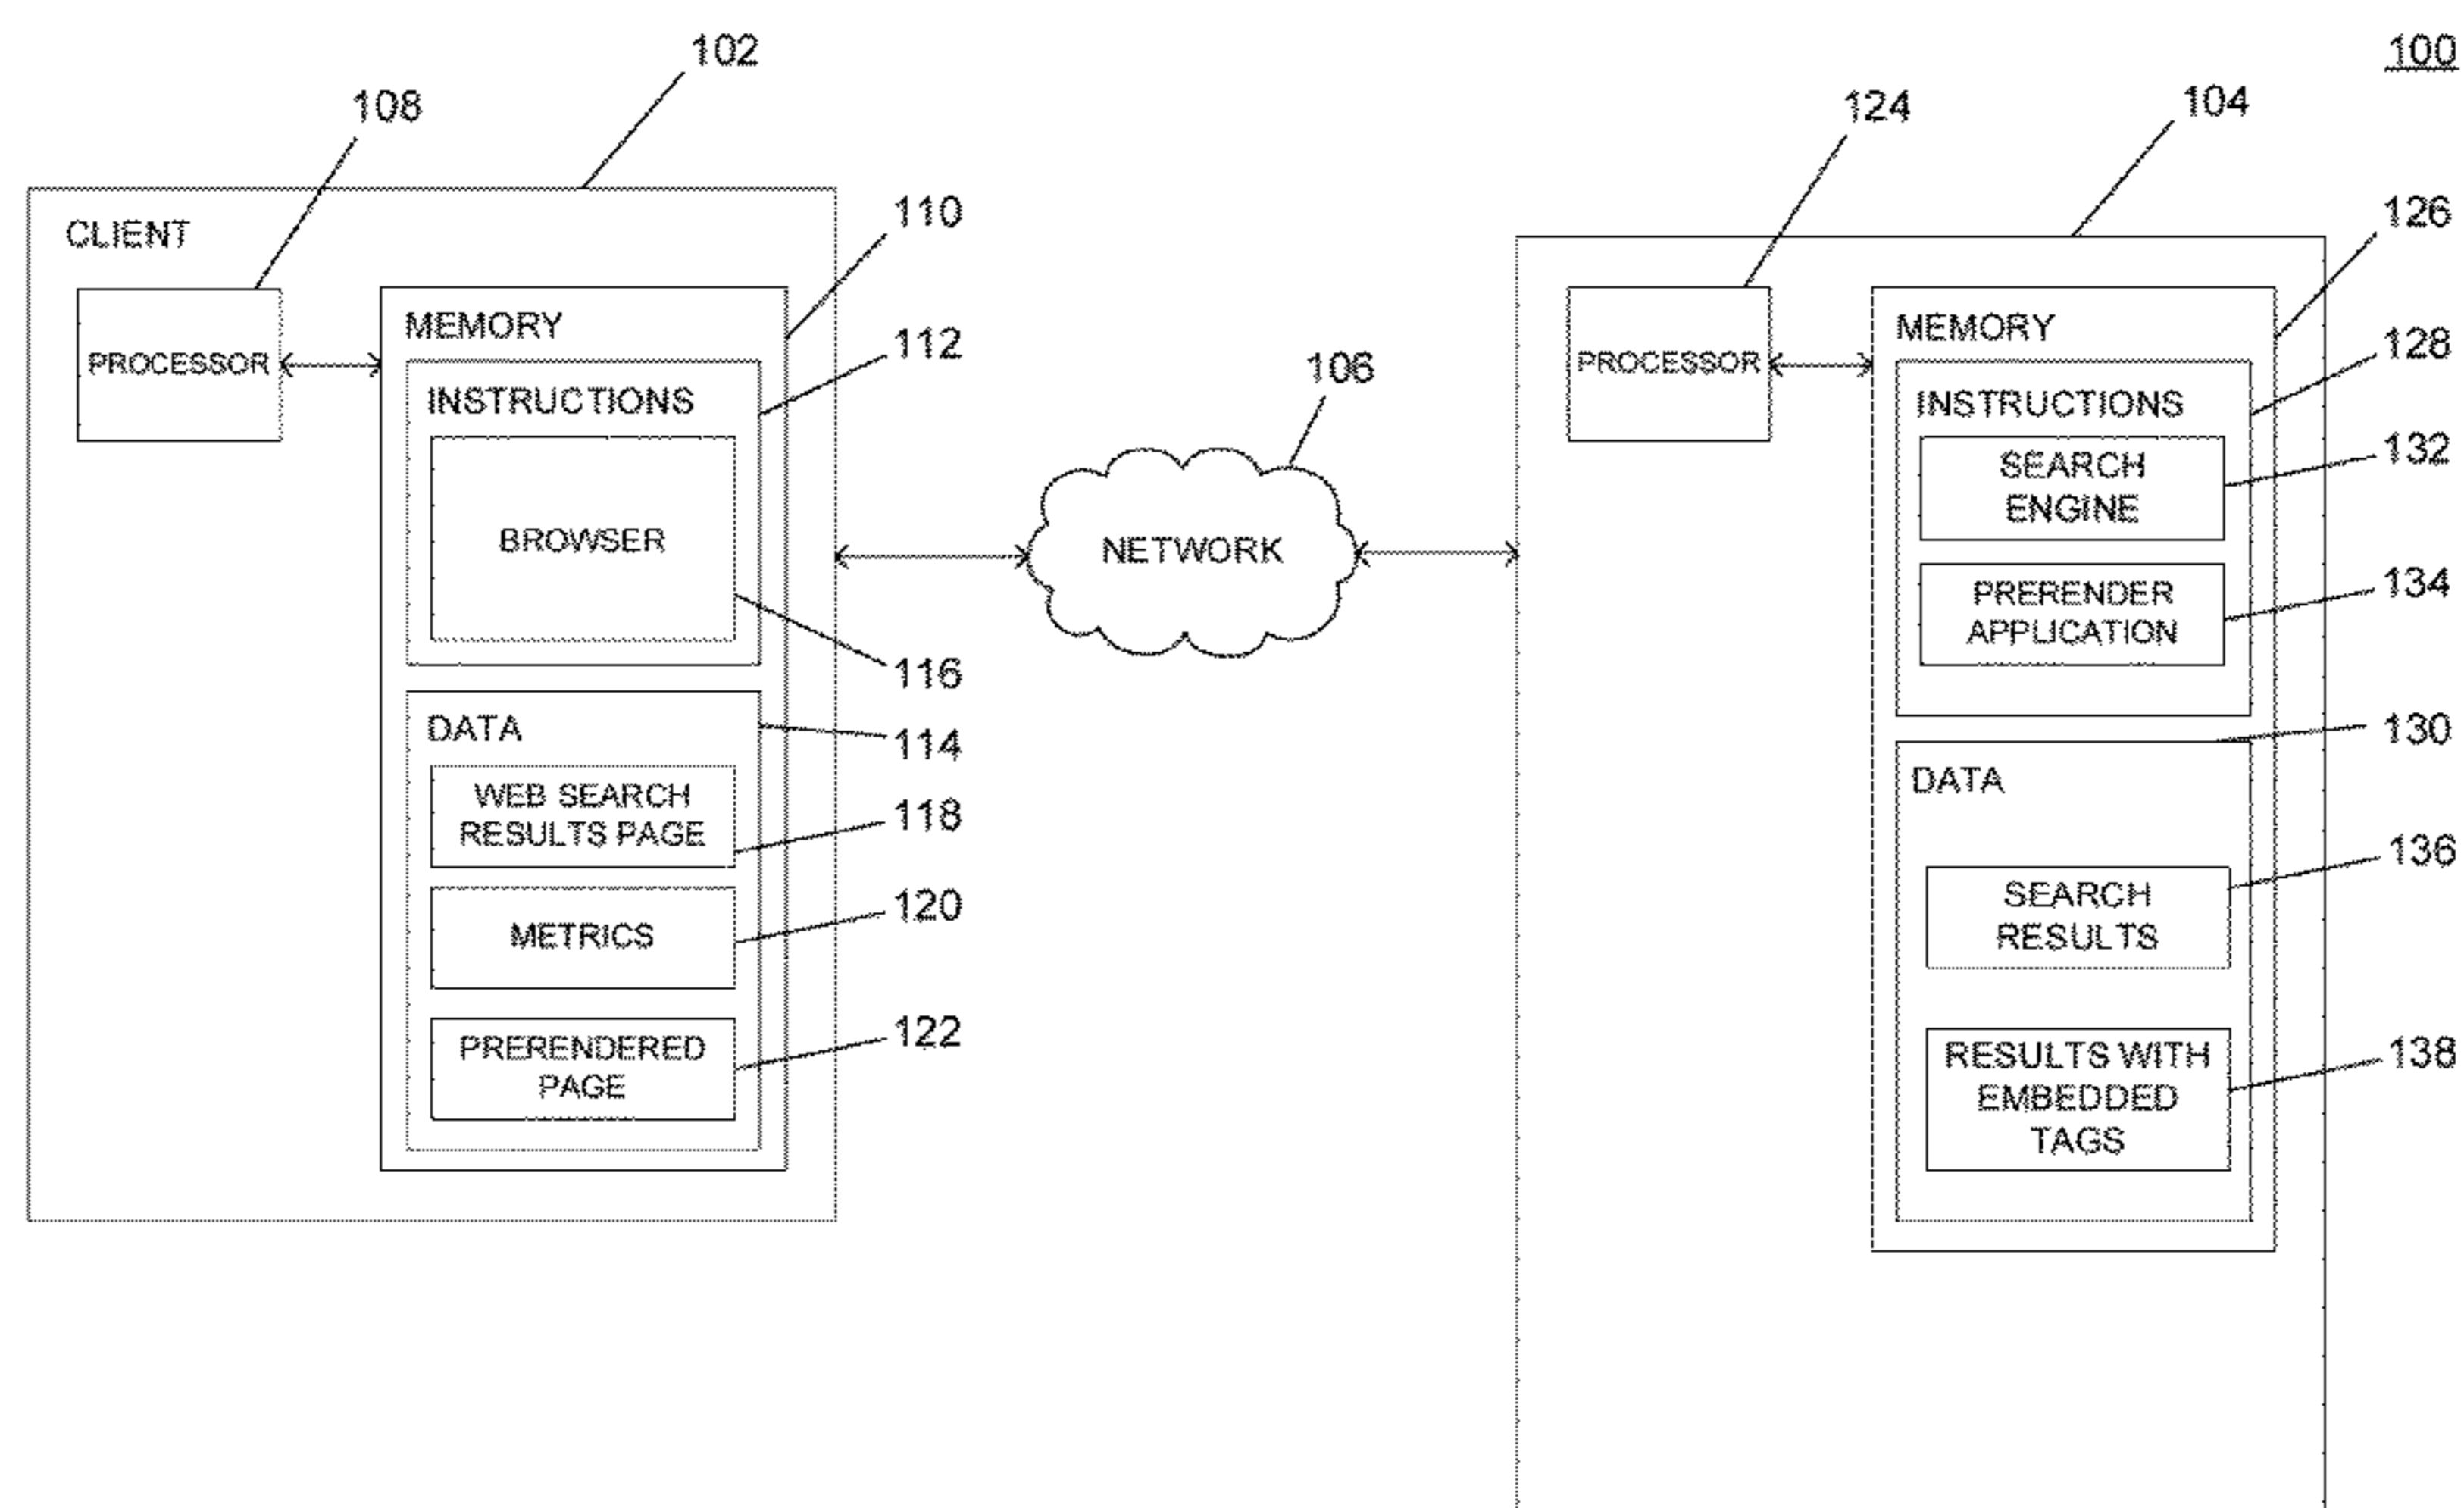 102
100
108
124
104
110
126
CLIENT
MEMORY
MEMORY
112
128
PROCESSOR
PROCESSOR
106
INSTRUCTIONS
INSTRUCTIONS
SEARCH
ENGINE
132
BROWSER
NETWORK
PRERENDER
APPLICATION
134
116
DATA
114
130
DATA
WEB SEARCH
RESULTS PAGE
118
136
SEARCH
RESULTS
120
METRICS
122
PRERENDERED
PAGE
RESULTS WITH
EMBEDDED
TAGS
138